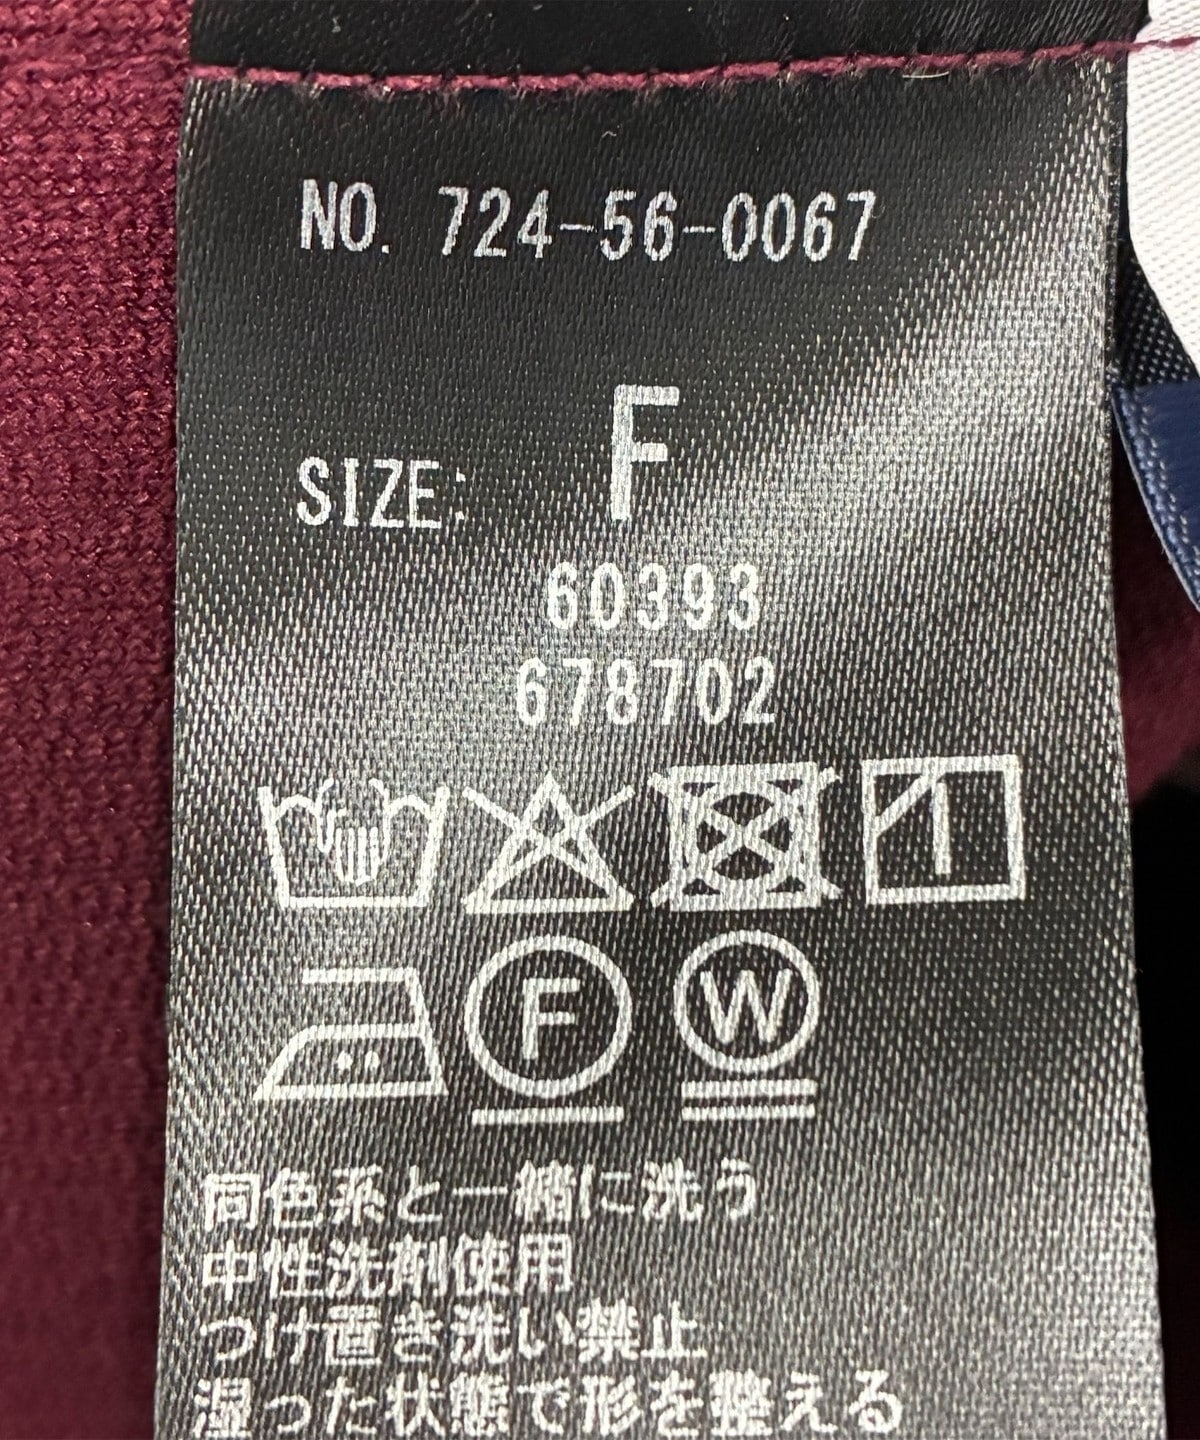 NO. 724-56-0067
SIZE: F
60393
678702
F W
同色系と一緒に洗う
中性洗剤使用
つけ置き洗い禁止
湿った状態で形を整える